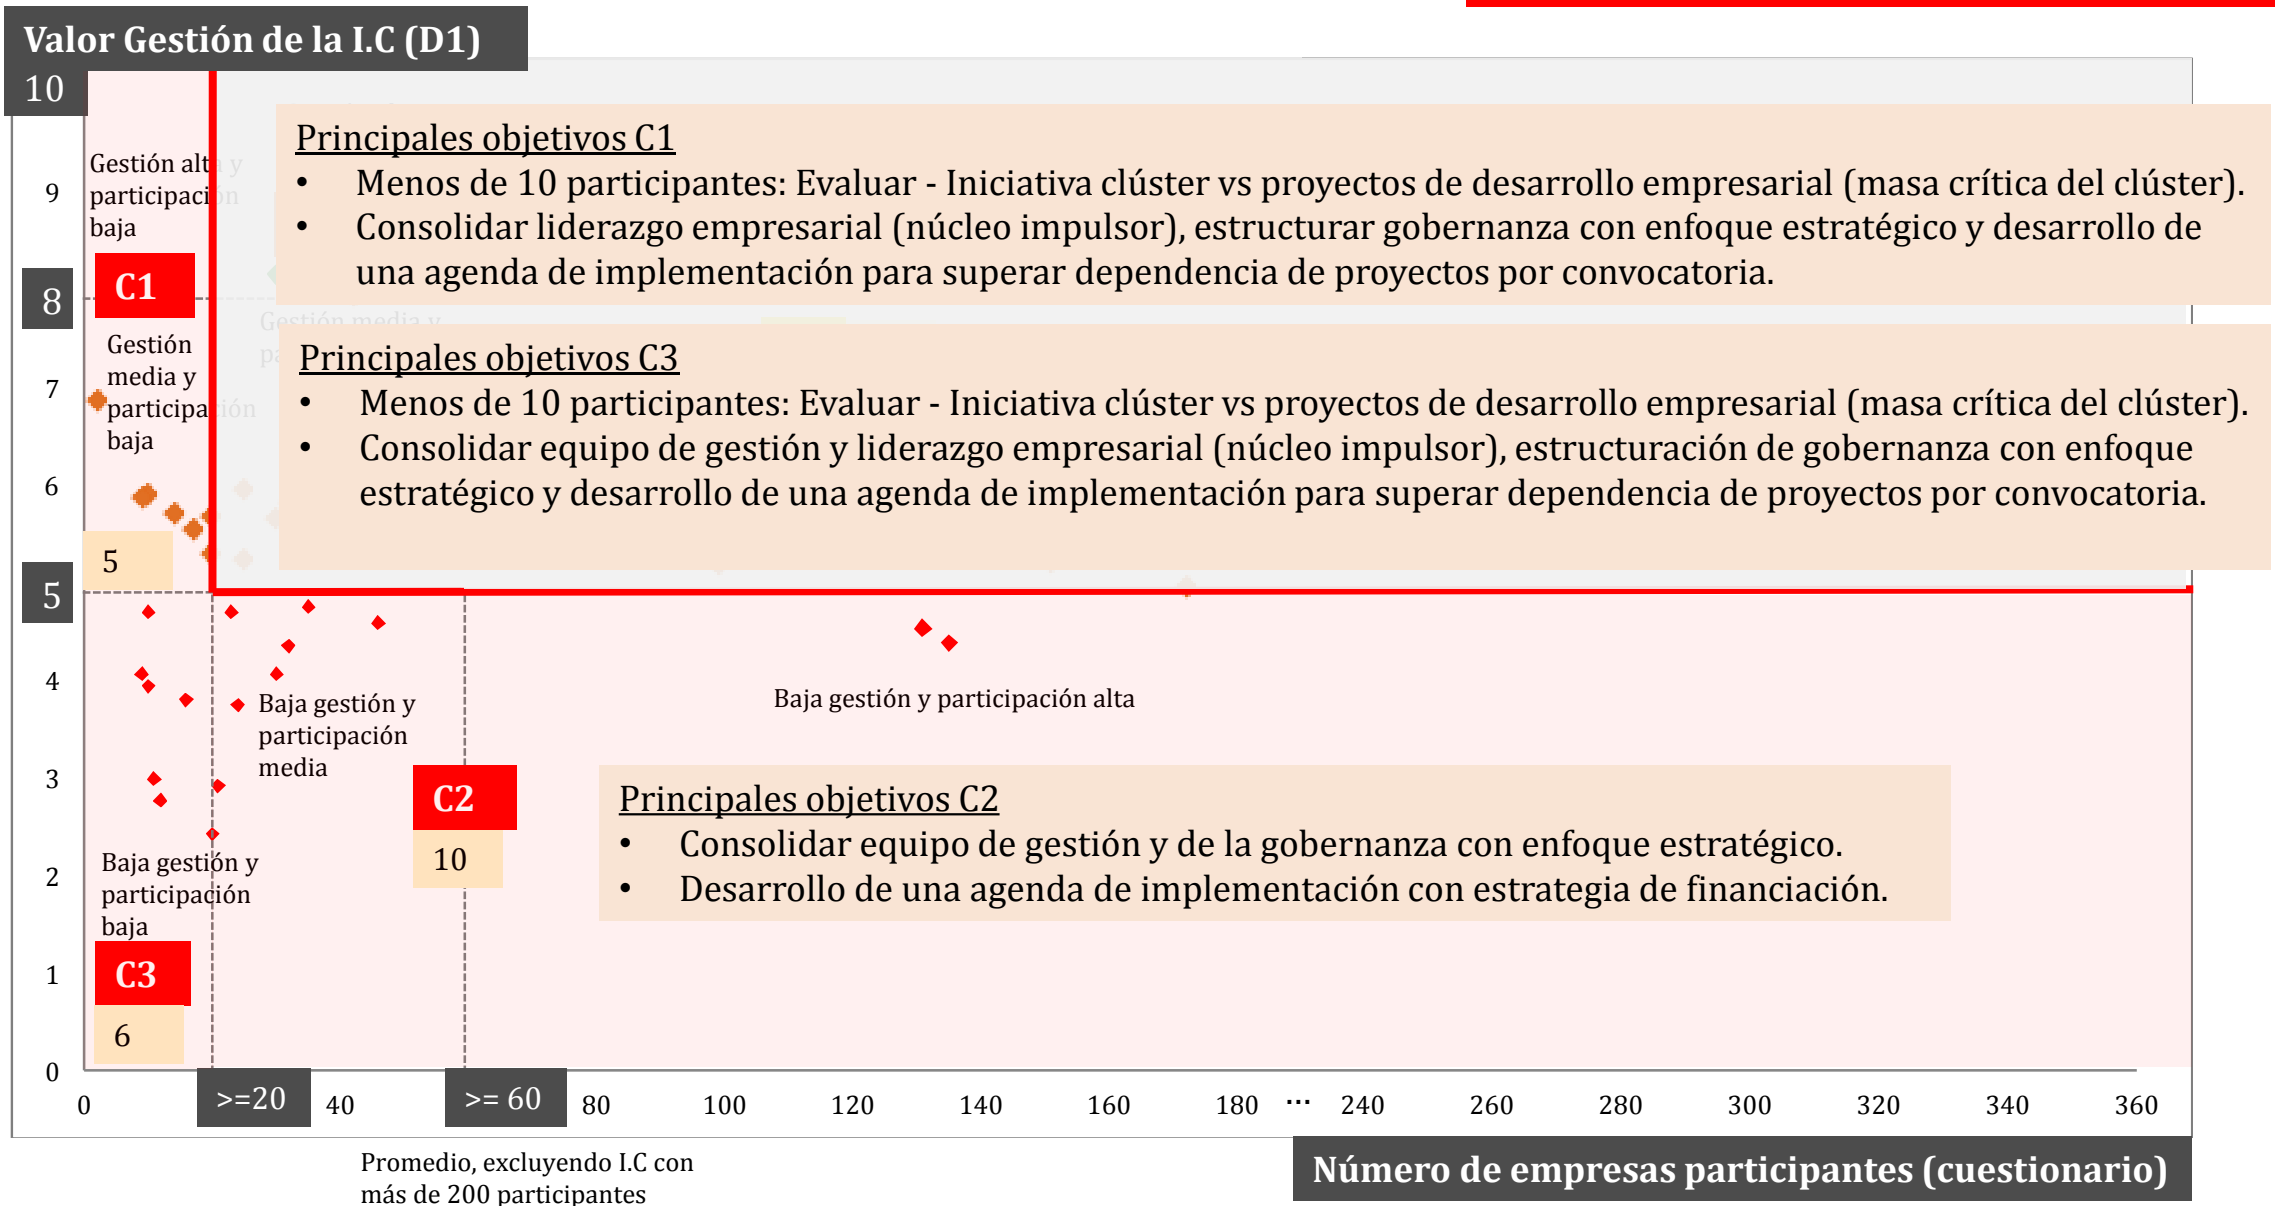 Valor Gestión de la I.C (D1)
10
9
8
7
6
5
4
3
2
1
0
Gestión alta y
participación
baja
C1
Gestión
media y
participación
baja
5
Gestión media y
Principales objetivos C1
• Menos de 10 participantes: Evaluar - Iniciativa clúster vs proyectos de desarrollo empresarial (masa crítica del clúster).
• Consolidar liderazgo empresarial (núcleo impulsor), estructurar gobernanza con enfoque estratégico y desarrollo de
una agenda de implementación para superar dependencia de proyectos por convocatoria.
Principales objetivos C3
• Menos de 10 participantes: Evaluar - Iniciativa clúster vs proyectos de desarrollo empresarial (masa crítica del clúster).
• Consolidar equipo de gestión y liderazgo empresarial (núcleo impulsor), estructuración de gobernanza con enfoque
estratégico y desarrollo de una agenda de implementación para superar dependencia de proyectos por convocatoria.
Baja gestión y
participación
media
Baja gestión y participación alta
C2
10
Principales objetivos C2
• Consolidar equipo de gestión y de la gobernanza con enfoque estratégico.
• Desarrollo de una agenda de implementación con estrategia de financiación.
Baja gestión y
participación
baja
C3
6
0 >=20 40 >= 60 80 100 120 140 160 180 ... 240 260 280 300 320 340 360
Promedio, excluyendo I.C con
más de 200 participantes
Número de empresas participantes (cuestionario)